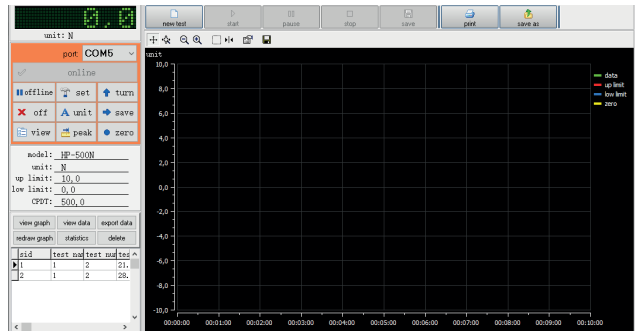 0.0
unit: N
port COM5
online
offline set turn
off unit save
view peak zero
model: HP-500N
unit: N
up limit: 10,0
low limit: 0,0
CPDT: 500,0
view graph view data export data
redraw graph statistics delete
sid test nam test num tes
1 1 2 21.
2 1 2 28.
new test start pause stop save print save as
unit
10,0
8,0
6,0
4,0
2,0
0,0
-2,0
-4,0
-6,0
-8,0
-10,0
00:00:00 00:01:00 00:02:00 00:03:00 00:04:00 00:05:00 00:06:00 00:07:00 00:08:00 00:09:00 00:10:00
data
up limit
low limit
zero